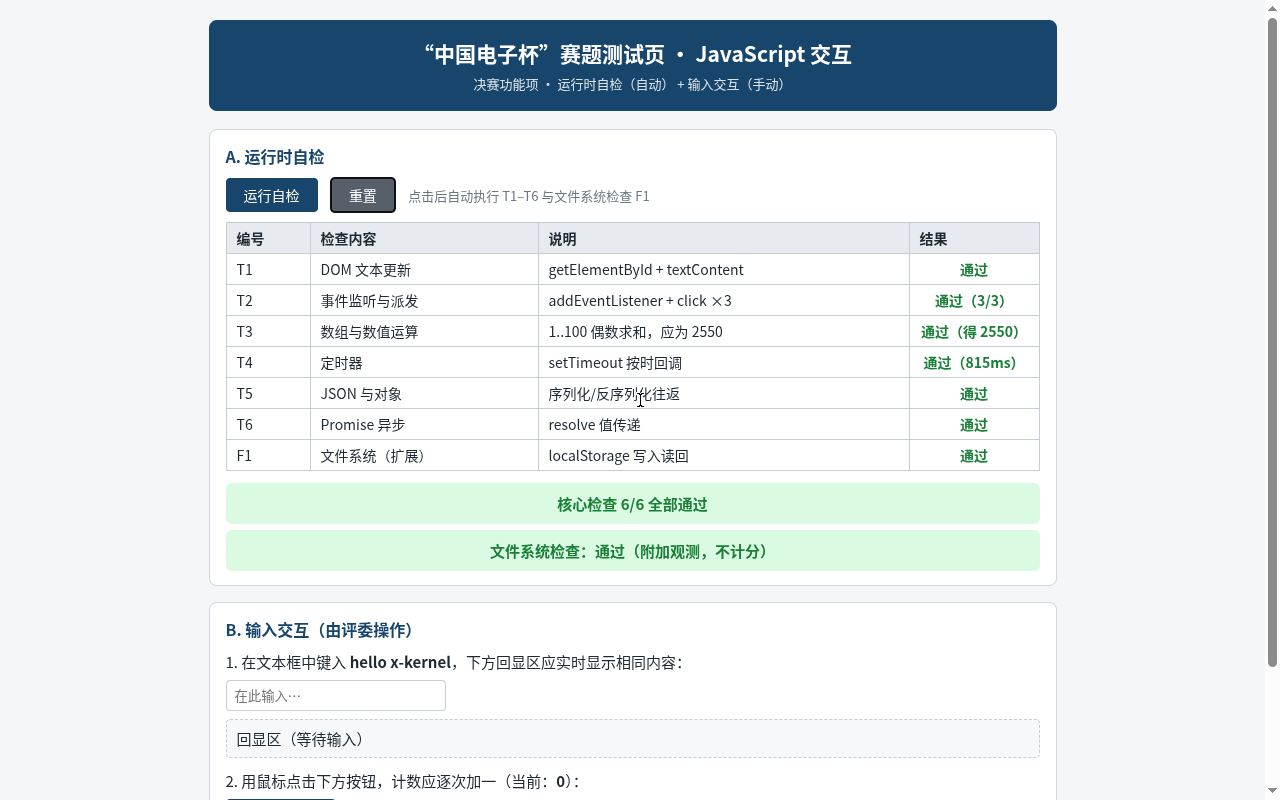 “中国电子杯”赛题测试页 · JavaScript 交互
决赛功能项 · 运行时自检（自动） + 输入交互（手动）
A. 运行时自检
运行自检 重置 点击后自动执行 T1–T6 与文件系统检查 F1
编号 检查内容 说明 结果
T1 DOM 文本更新 getElementById + textContent 通过
T2 事件监听与派发 addEventListener + click ×3 通过（3/3）
T3 数组与数值运算 1..100 偶数求和，应为 2550 通过（得 2550）
T4 定时器 setTimeout 按时回调 通过（815ms）
T5 JSON 与对象 序列化/反序列化往返 通过
T6 Promise 异步 resolve 值传递 通过
F1 文件系统（扩展） localStorage 写入读回 通过
核心检查 6/6 全部通过
文件系统检查：通过（附加观测，不计分）
B. 输入交互（由评委操作）
1. 在文本框中键入 hello x-kernel，下方回显区应实时显示相同内容：
在此输入…
回显区（等待输入）
2. 用鼠标点击下方按钮，计数应逐次加一（当前：0）：